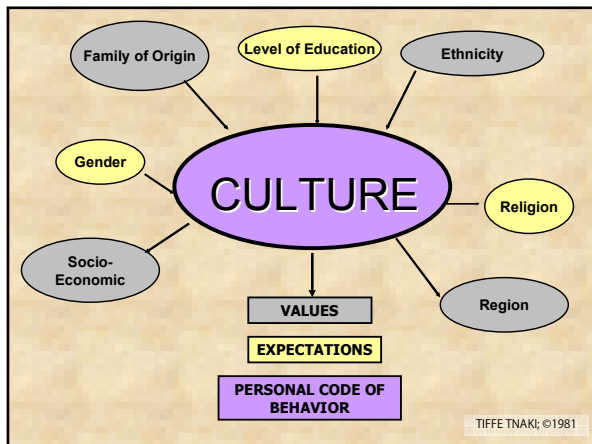 Family of Origin
Level of Education
Ethnicity
Gender
CULTURE
Religion
Socio-
Economic
Region
VALUES
EXPECTATIONS
PERSONAL CODE OF
BEHAVIOR
TIFFE TNAKI; ©1981